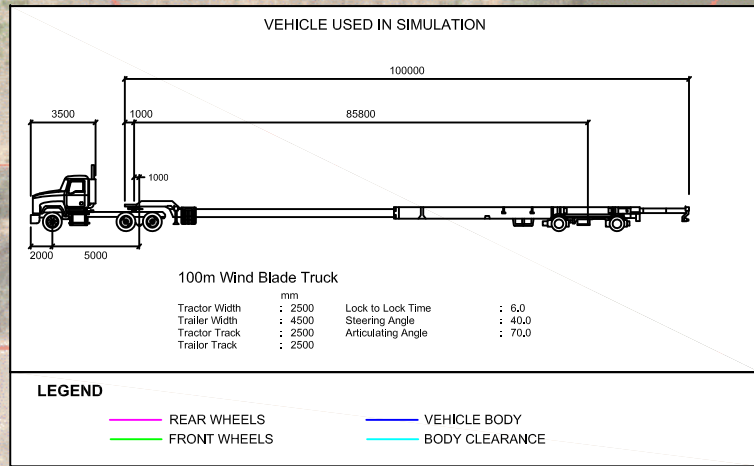 VEHICLE USED IN SIMULATION
100000
3500 1000 85800
1000
2000 5000
100m Wind Blade Truck
mm
Tractor Width : 2500 Lock to Lock Time : 6.0
Trailer Width : 4500 Steering Angle : 40.0
Tractor Track : 2500 Articulating Angle : 70.0
Trailor Track : 2500
LEGEND
REAR WHEELS VEHICLE BODY
FRONT WHEELS BODY CLEARANCE